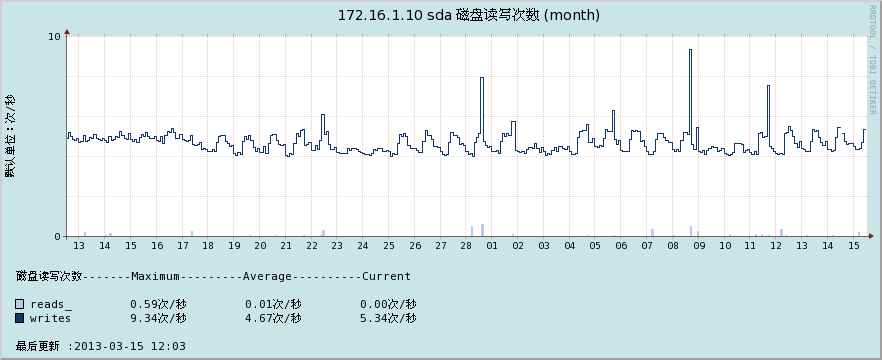 172.16.1.10 sda 磁盘读写次数 (month)
RRDTOOL / TOBI OETIKER
默认单位：次/秒
10
0
13 14 15 16 17 18 19 20 21 22 23 24 25 26 27 28 01 02 03 04 05 06 07 08 09 10 11 12 13 14 15
磁盘读写次数-------Maximum---------Average----------Current
reads_ 0.59次/秒 0.01次/秒 0.00次/秒
writes 9.34次/秒 4.67次/秒 5.34次/秒
最后更新 :2013-03-15 12:03